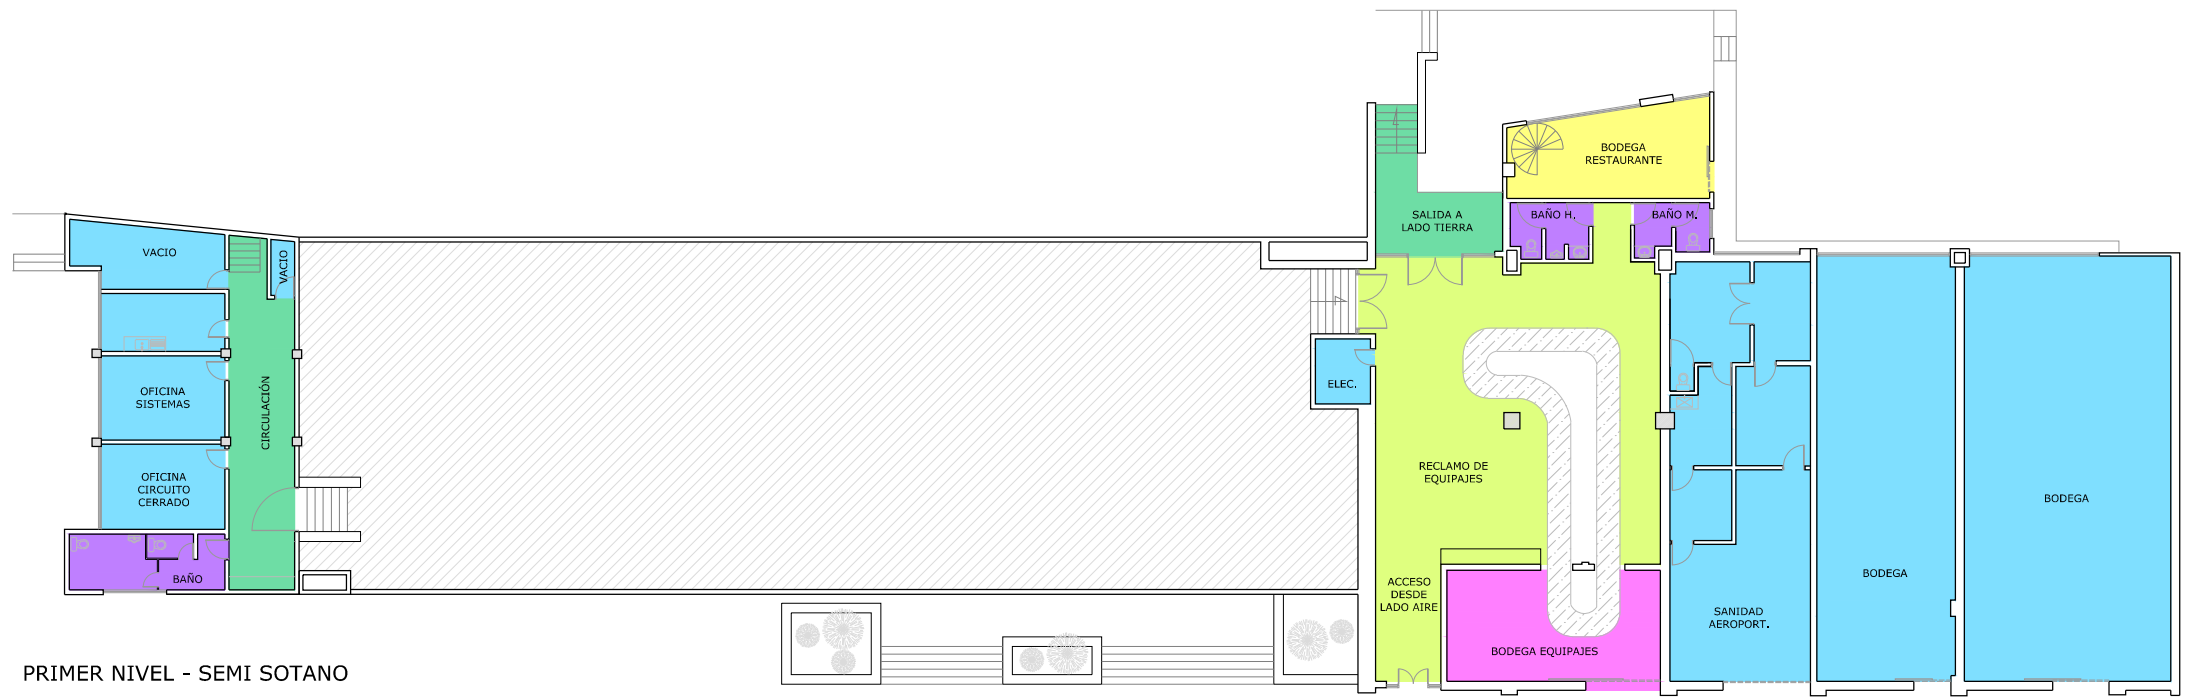 VACIO
VACIO
OFICINA
SISTEMAS
CIRCULACIÓN
OFICINA
CIRCUITO
CERRADO
BAÑO
BODEGA
RESTAURANTE
SALIDA A
LADO TIERRA
BAÑO H.
BAÑO M.
ELEC.
RECLAMO DE
EQUIPAJES
ACCESO
DESDE
LADO AIRE
BODEGA EQUIPAJES
SANIDAD
AEROPORT.
BODEGA
BODEGA
PRIMER NIVEL - SEMI SOTANO